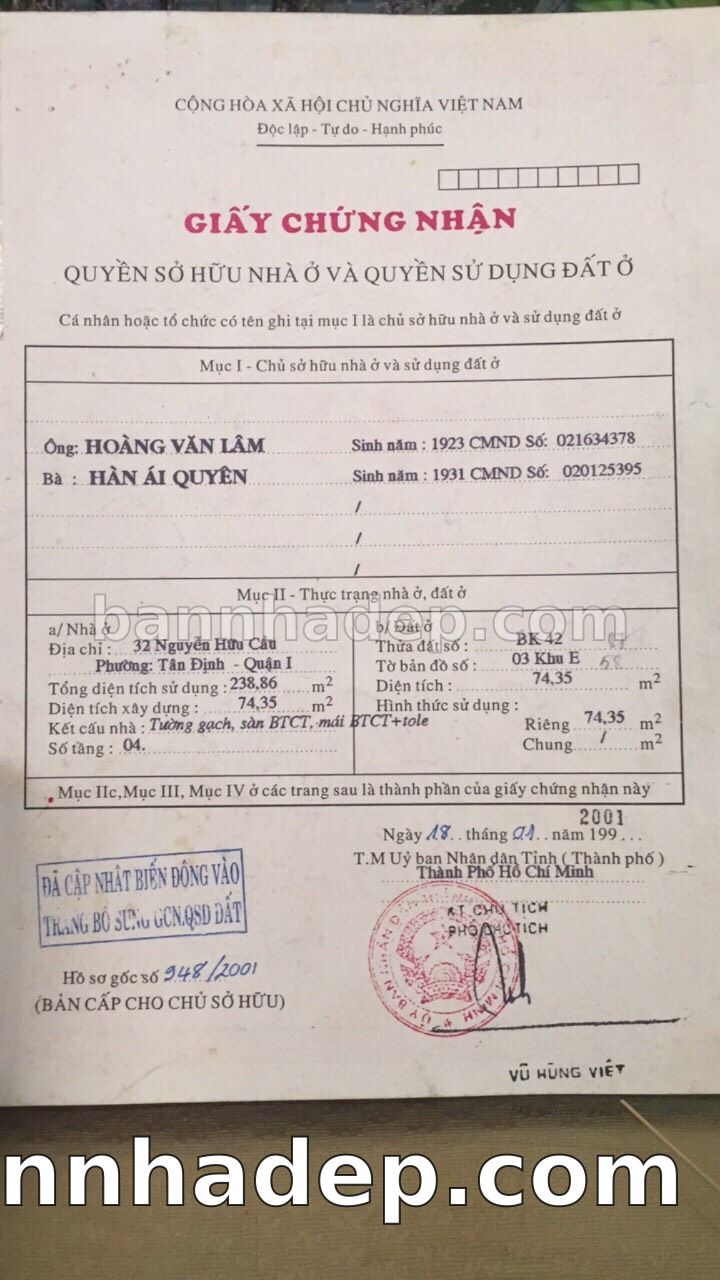 CỘNG HÒA XÃ HỘI CHỦ NGHĨA VIỆT NAM
Độc lập - Tự do - Hạnh phúc
GIẤY CHỨNG NHẬN
QUYỀN SỞ HỮU NHÀ Ở VÀ QUYỀN SỬ DỤNG ĐẤT Ở
Cá nhân hoặc tổ chức có tên ghi tại mục I là chủ sở hữu nhà ở và sử dụng đất ở
Mục I - Chủ sở hữu nhà ở và sử dụng đất ở
Ông: HOÀNG VĂN LÂM Sinh năm : 1923 CMND Số: 021634378
Bà : HÀN ÁI QUYÊN Sinh năm : 1931 CMND Số: 020125395
/
/
/
Mục II - Thực trạng nhà ở, đất ở
bannhadep.com
a/ Nhà ở
Địa chỉ : 32 Nguyễn Hữu Cầu
Phường: Tân Định - Quận I
Tổng diện tích sử dụng : 238,86 m2
Diện tích xây dựng : 74,35 m2
Kết cấu nhà : Tường gạch, sàn BTCT, mái BTCT+tole
Số tầng : 04.
b/ Đất ở
Thửa đất số : BK 42
Tờ bản đồ số : 03 Khu E 58
Diện tích : 74,35 m2
Hình thức sử dụng :
Riêng 74,35 m2
Chung / m2
Mục IIc,Mục III, Mục IV ở các trang sau là thành phần của giấy chứng nhận này
2001
Ngày 18.. tháng 01.. năm 199...
T.M Uỷ ban Nhân dân Tỉnh ( Thành phố )
Thành Phố Hồ Chí Minh
KT CHỦ TỊCH
PHÓ CHỦ TỊCH
ĐÃ CẬP NHẬT BIẾN ĐỘNG VÀO
TRANG BỔ SUNG GCN.QSD ĐẤT
Hồ sơ gốc số 948/2001
(BẢN CẤP CHO CHỦ SỞ HỮU)
VŨ HÙNG VIỆT
nnhadep.com